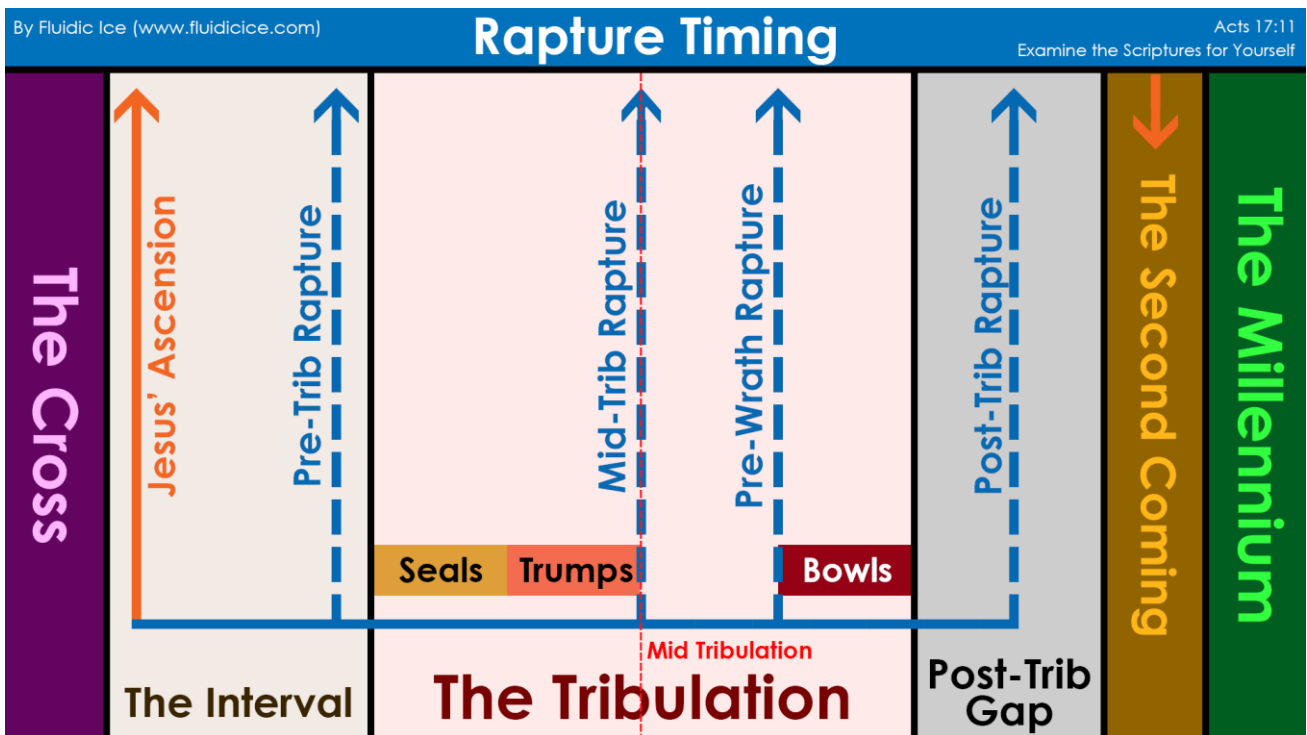 By Fluidic Ice (www.fluidicice.com)
Rapture Timing
Acts 17:11
Examine the Scriptures for Yourself
The Cross
Jesus' Ascension
Pre-Trib Rapture
Mid-Trib Rapture
Pre-Wrath Rapture
Post-Trib Rapture
The Second Coming
The Millennium
Seals
Trumps
Bowls
Mid Tribulation
The Interval
The Tribulation
Post-Trib
Gap